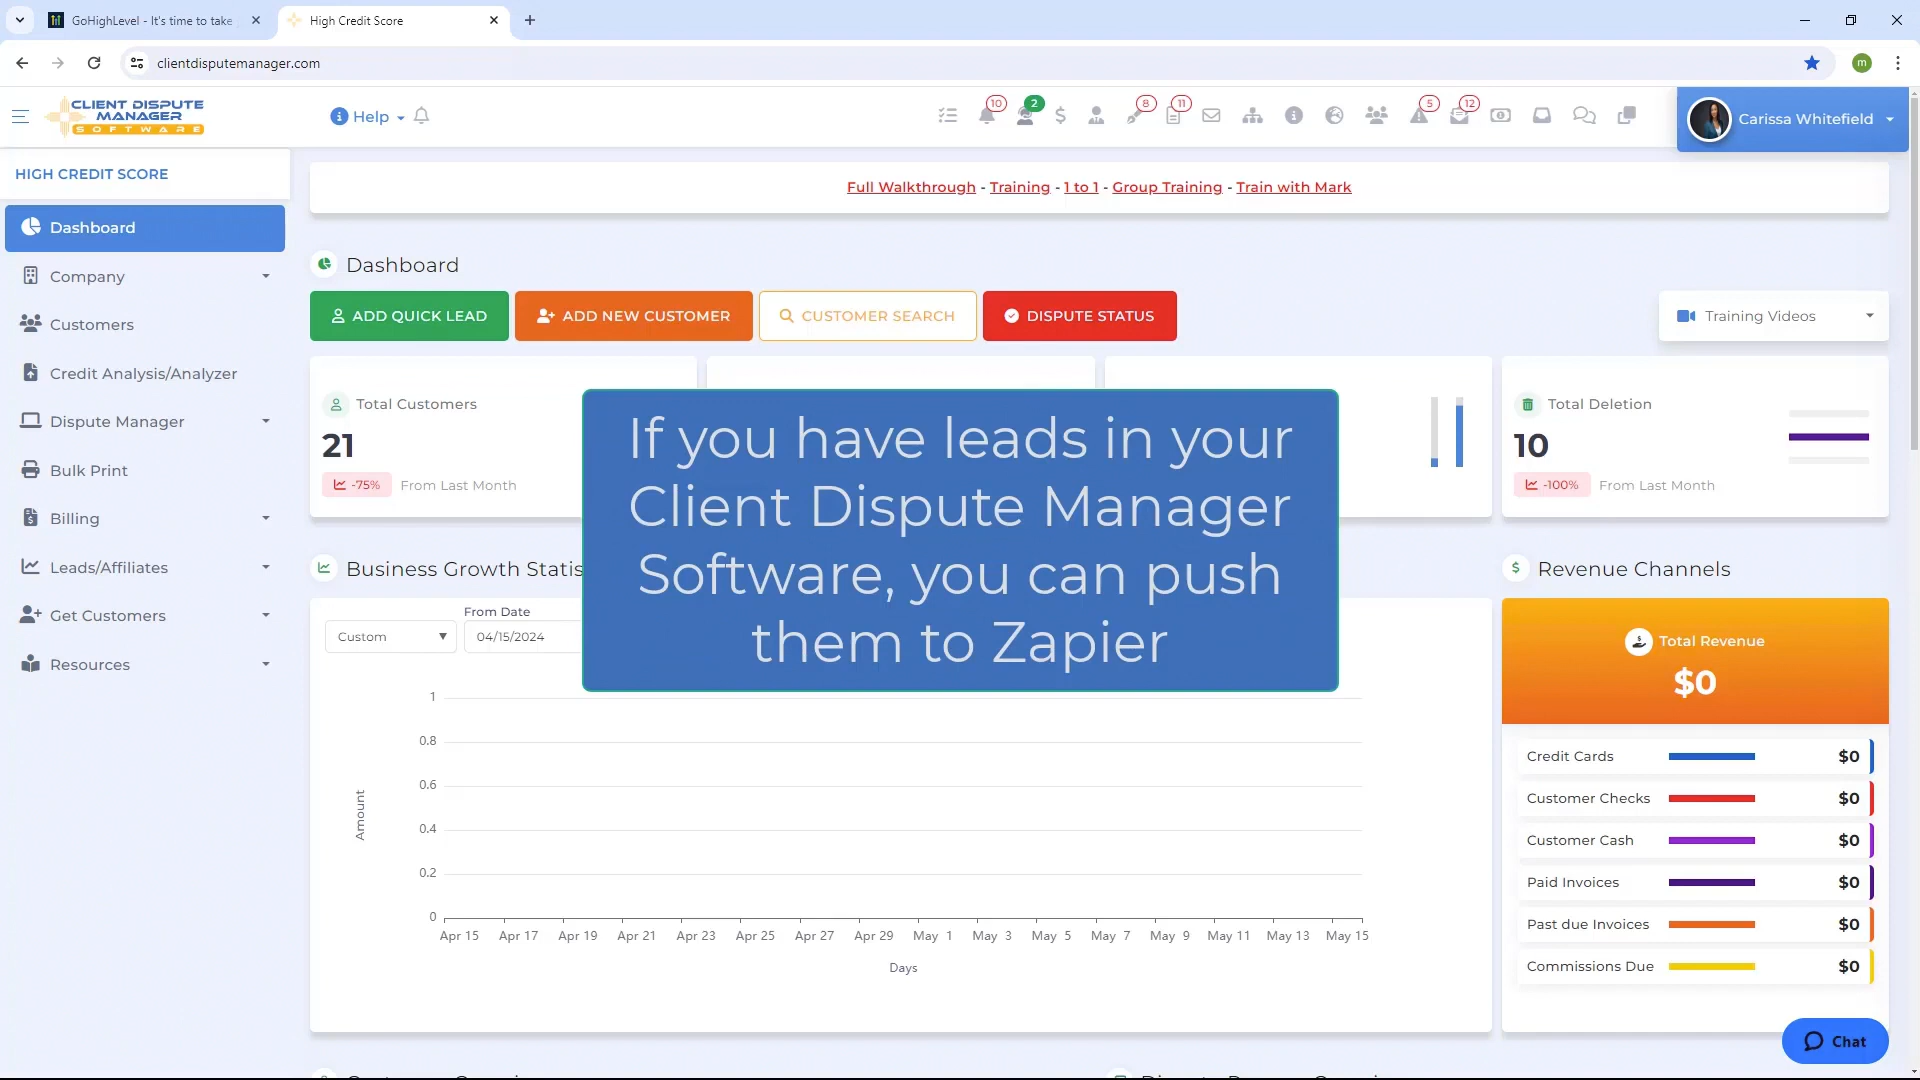 GoHighLevel - It's time to take
High Credit Score
clientdisputemanager.com
m
CLIENT DISPUTE
MANAGER
SOFTWARE
Help
10
2
8
11
5
12
Carissa Whitefield
HIGH CREDIT SCORE
Full Walkthrough - Training - 1 to 1 - Group Training - Train with Mark
Dashboard
Company
Customers
Credit Analysis/Analyzer
Dispute Manager
Bulk Print
Billing
Leads/Affiliates
Get Customers
Resources
Dashboard
ADD QUICK LEAD
ADD NEW CUSTOMER
CUSTOMER SEARCH
DISPUTE STATUS
Training Videos
Total Customers
21
-75% From Last Month
Total Deletion
10
-100% From Last Month
If you have leads in your
Client Dispute Manager
Software, you can push
them to Zapier
Business Growth Statis
From Date
Custom
04/15/2024
1
0.8
0.6
0.4
0.2
0
Amount
Apr 15 Apr 17 Apr 19 Apr 21 Apr 23 Apr 25 Apr 27 Apr 29 May 1 May 3 May 5 May 7 May 9 May 11 May 13 May 15
Days
Revenue Channels
Total Revenue
$0
Credit Cards $0
Customer Checks $0
Customer Cash $0
Paid Invoices $0
Past due Invoices $0
Commissions Due $0
Chat